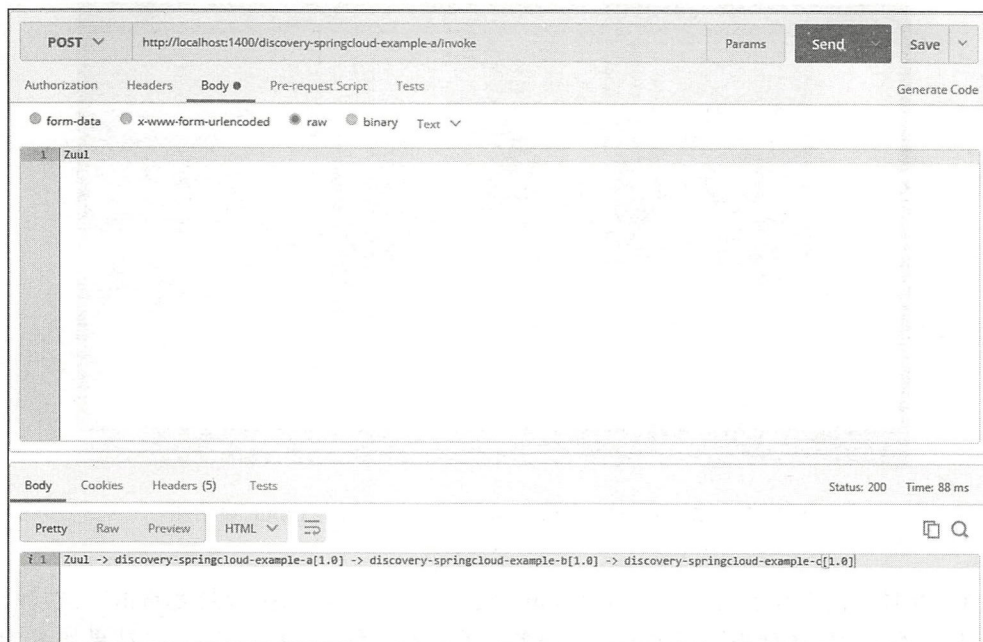 POST http://localhost:1400/discovery-springcloud-example-a/invoke Params Send Save
Authorization Headers Body Pre-request Script Tests Generate Code
form-data x-www-form-urlencoded raw binary Text
1 Zuul
Body Cookies Headers (5) Tests Status: 200 Time: 88 ms
Pretty Raw Preview HTML
i 1 Zuul -> discovery-springcloud-example-a[1.0] -> discovery-springcloud-example-b[1.0] -> discovery-springcloud-example-c[1.0]